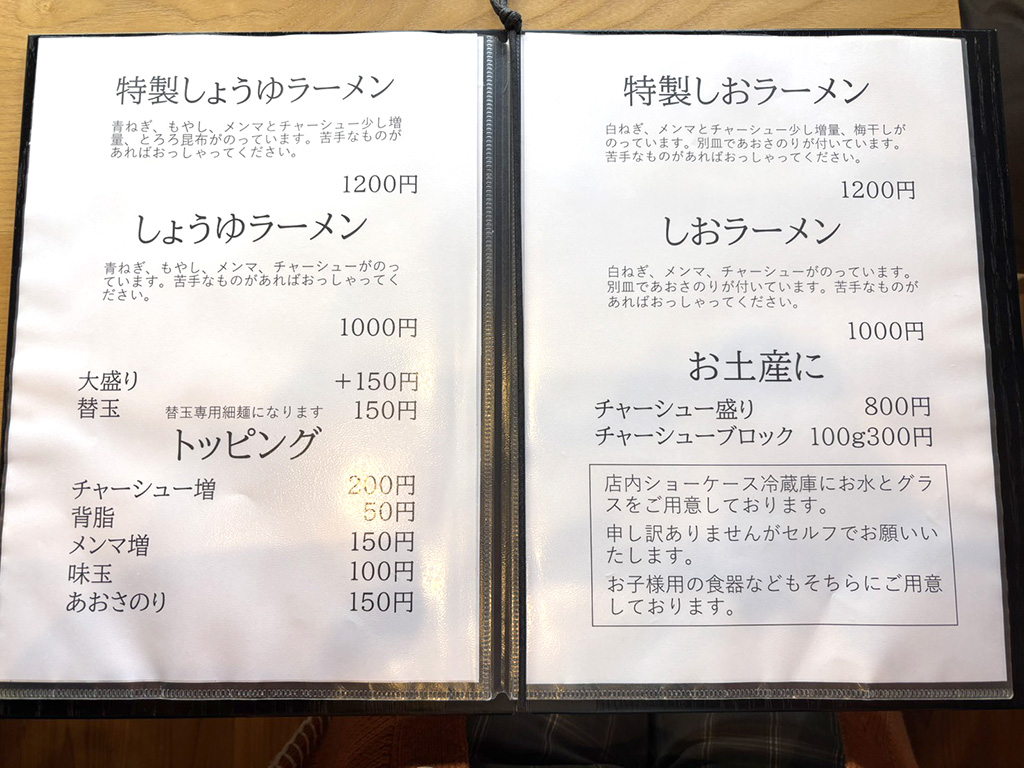 特製しょうゆラーメン
青ねぎ、もやし、メンマとチャーシュー少し増
量、とろろ昆布がのっています。苦手なものが
あればおっしゃってください。
1200円
しょうゆラーメン
青ねぎ、もやし、メンマ、チャーシューがのっ
ています。苦手なものがあればおっしゃってく
ださい。
1000円
大盛り +150円
替玉 替玉専用細麺になります 150円
トッピング
チャーシュー増 200円
背脂 50円
メンマ増 150円
味玉 100円
あおさのり 150円
特製しおラーメン
白ねぎ、メンマとチャーシュー少し増量、梅干しが
のっています。別皿であおさのりが付いています。
苦手なものがあればおっしゃってください。
1200円
しおラーメン
白ねぎ、メンマ、チャーシューがのっています。
別皿であおさのりが付いています。苦手なものが
あればおっしゃってください。
1000円
お土産に
チャーシュー盛り 800円
チャーシューブロック 100g300円
店内ショーケース冷蔵庫にお水とグラ
スをご用意しております。
申し訳ありませんがセルフでお願いい
たします。
お子様用の食器などもそちらにご用意
しております。